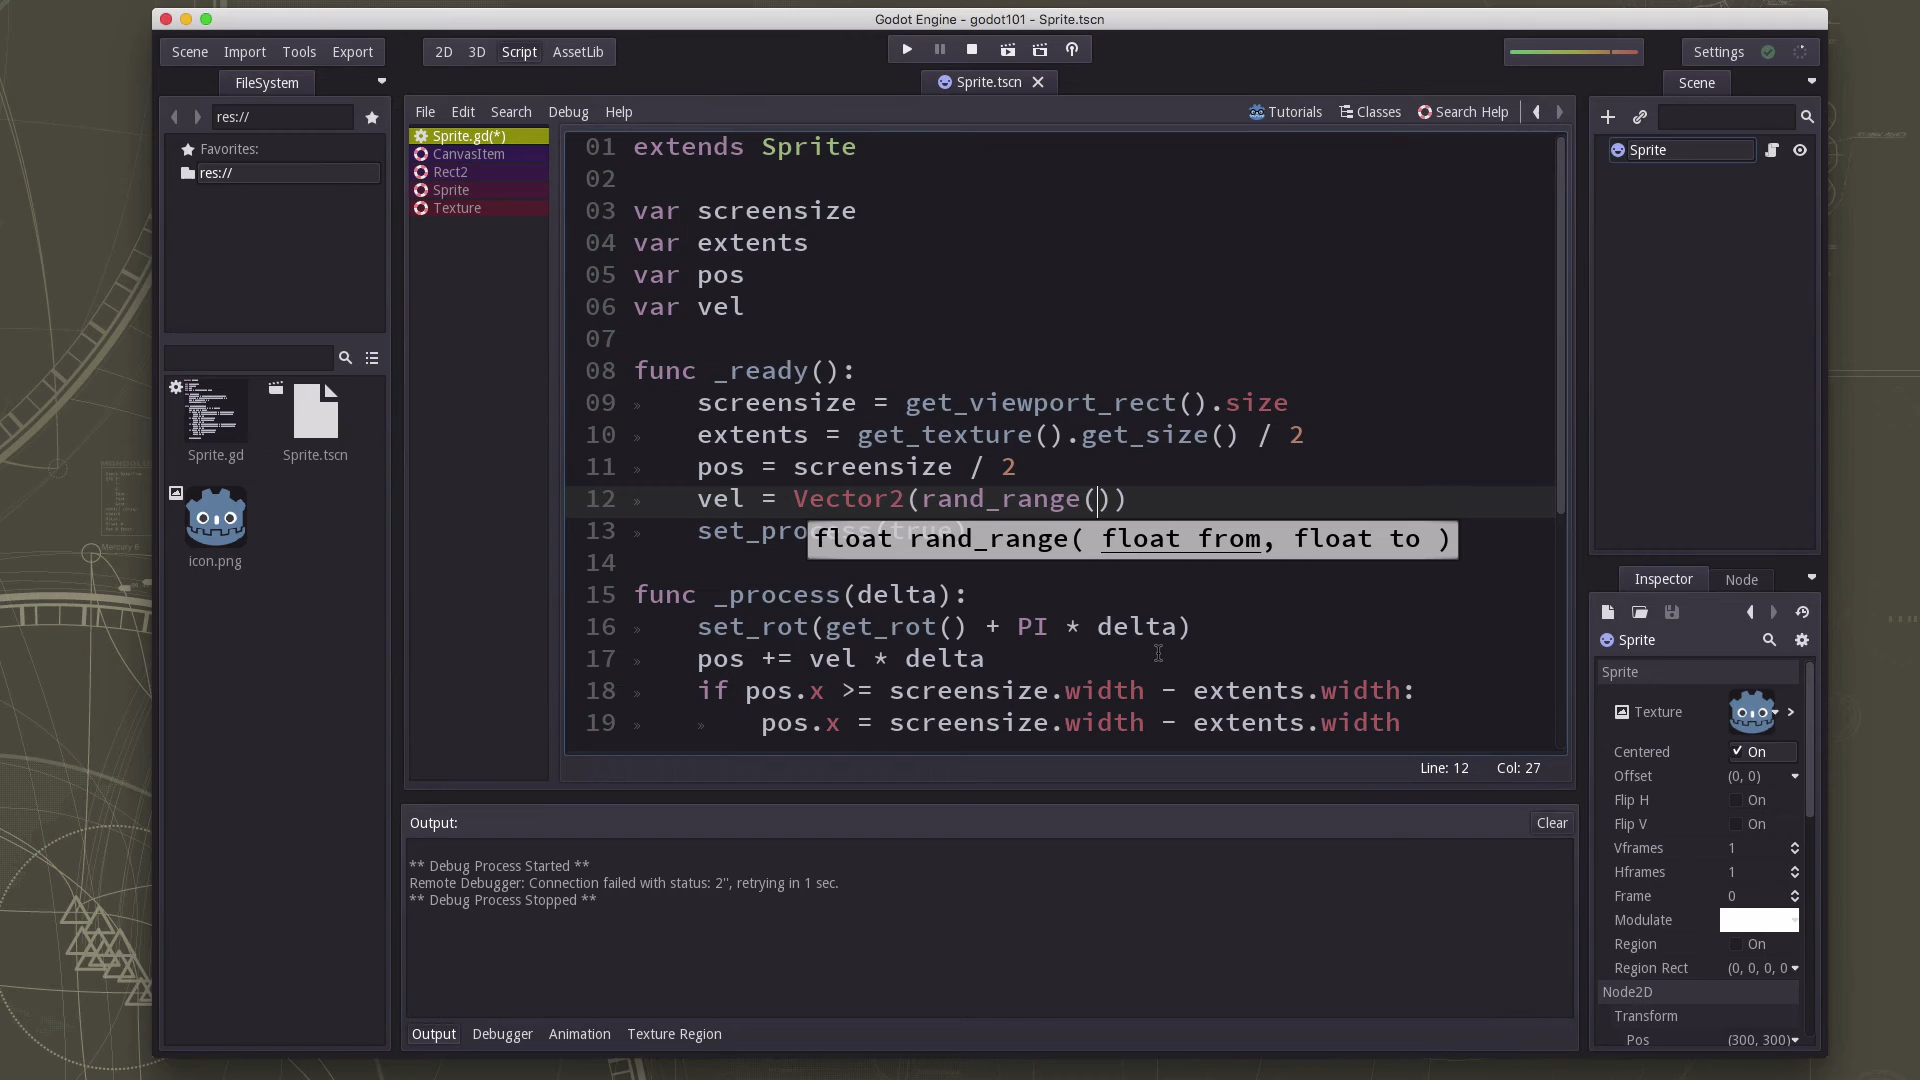 Godot Engine - godot101 - Sprite.tscn
Scene Import Tools Export
2D 3D Script AssetLib
Settings
FileSystem
Sprite.tscn
Scene
res://
Favorites:
res://
Sprite.gd
Sprite.tscn
icon.png
File Edit Search Debug Help
Tutorials Classes Search Help
Sprite.gd(*)
CanvasItem
Rect2
Sprite
Texture
01 extends Sprite
02
03 var screensize
04 var extents
05 var pos
06 var vel
07
08 func _ready():
09 screensize = get_viewport_rect().size
10 extents = get_texture().get_size() / 2
11 pos = screensize / 2
12 vel = Vector2(rand_range())
13 set_process(true)
float rand_range( float from, float to )
14
15 func _process(delta):
16 set_rot(get_rot() + PI * delta)
17 pos += vel * delta
18 if pos.x >= screensize.width - extents.width:
19 pos.x = screensize.width - extents.width
Line: 12 Col: 27
Output:
Clear
** Debug Process Started **
Remote Debugger: Connection failed with status: 2'', retrying in 1 sec.
** Debug Process Stopped **
Output Debugger Animation Texture Region
Sprite
Inspector Node
Sprite
Sprite
Texture
Centered On
Offset (0, 0)
Flip H On
Flip V On
Vframes 1
Hframes 1
Frame 0
Modulate
Region On
Region Rect (0, 0, 0, 0
Node2D
Transform
Pos (300, 300)